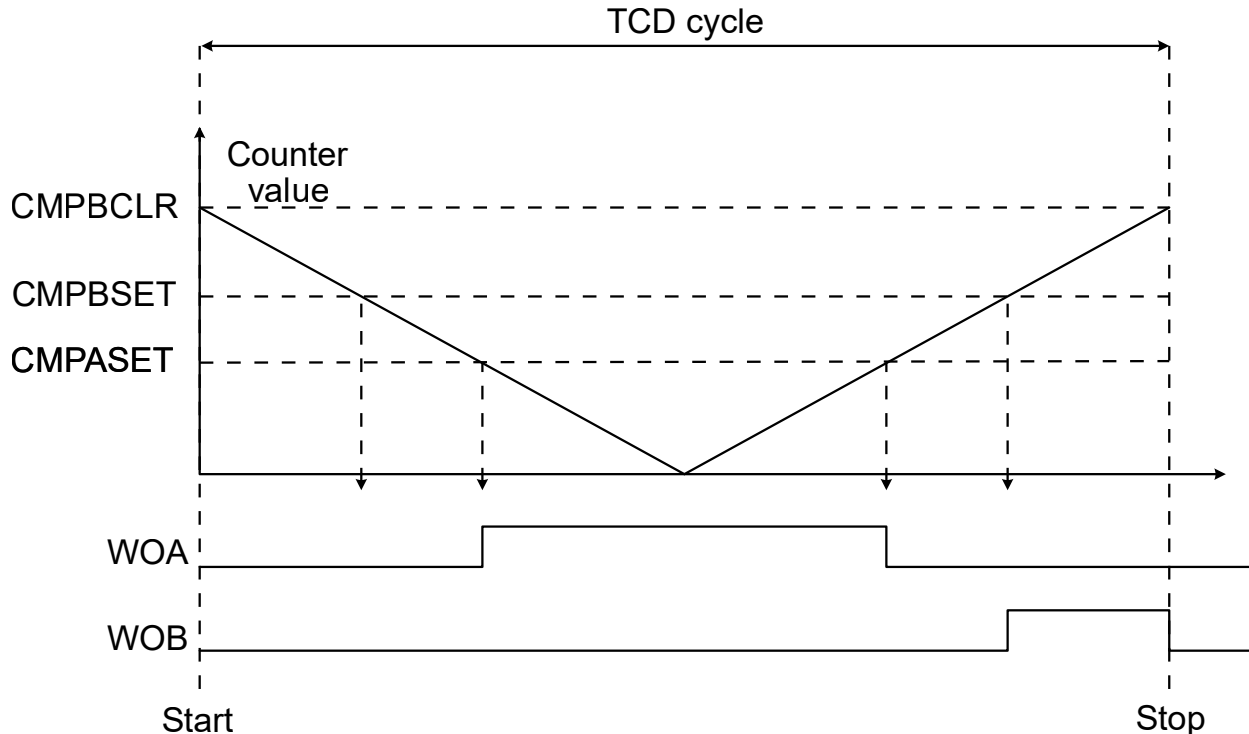 TCD cycle
Counter
value
CMPBCLR
CMPBSET
CMPASET
WOA
WOB
Start
Stop